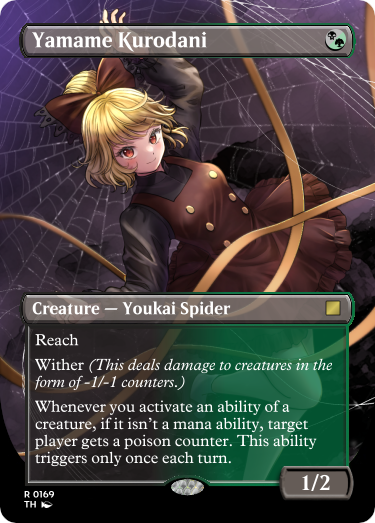 Yamame Kurodani
Creature — Youkai Spider
Reach
Wither (This deals damage to creatures in the
form of -1/-1 counters.)
Whenever you activate an ability of a
creature, if it isn't a mana ability, target
player gets a poison counter. This ability
triggers only once each turn.
1/2
R 0169
TH